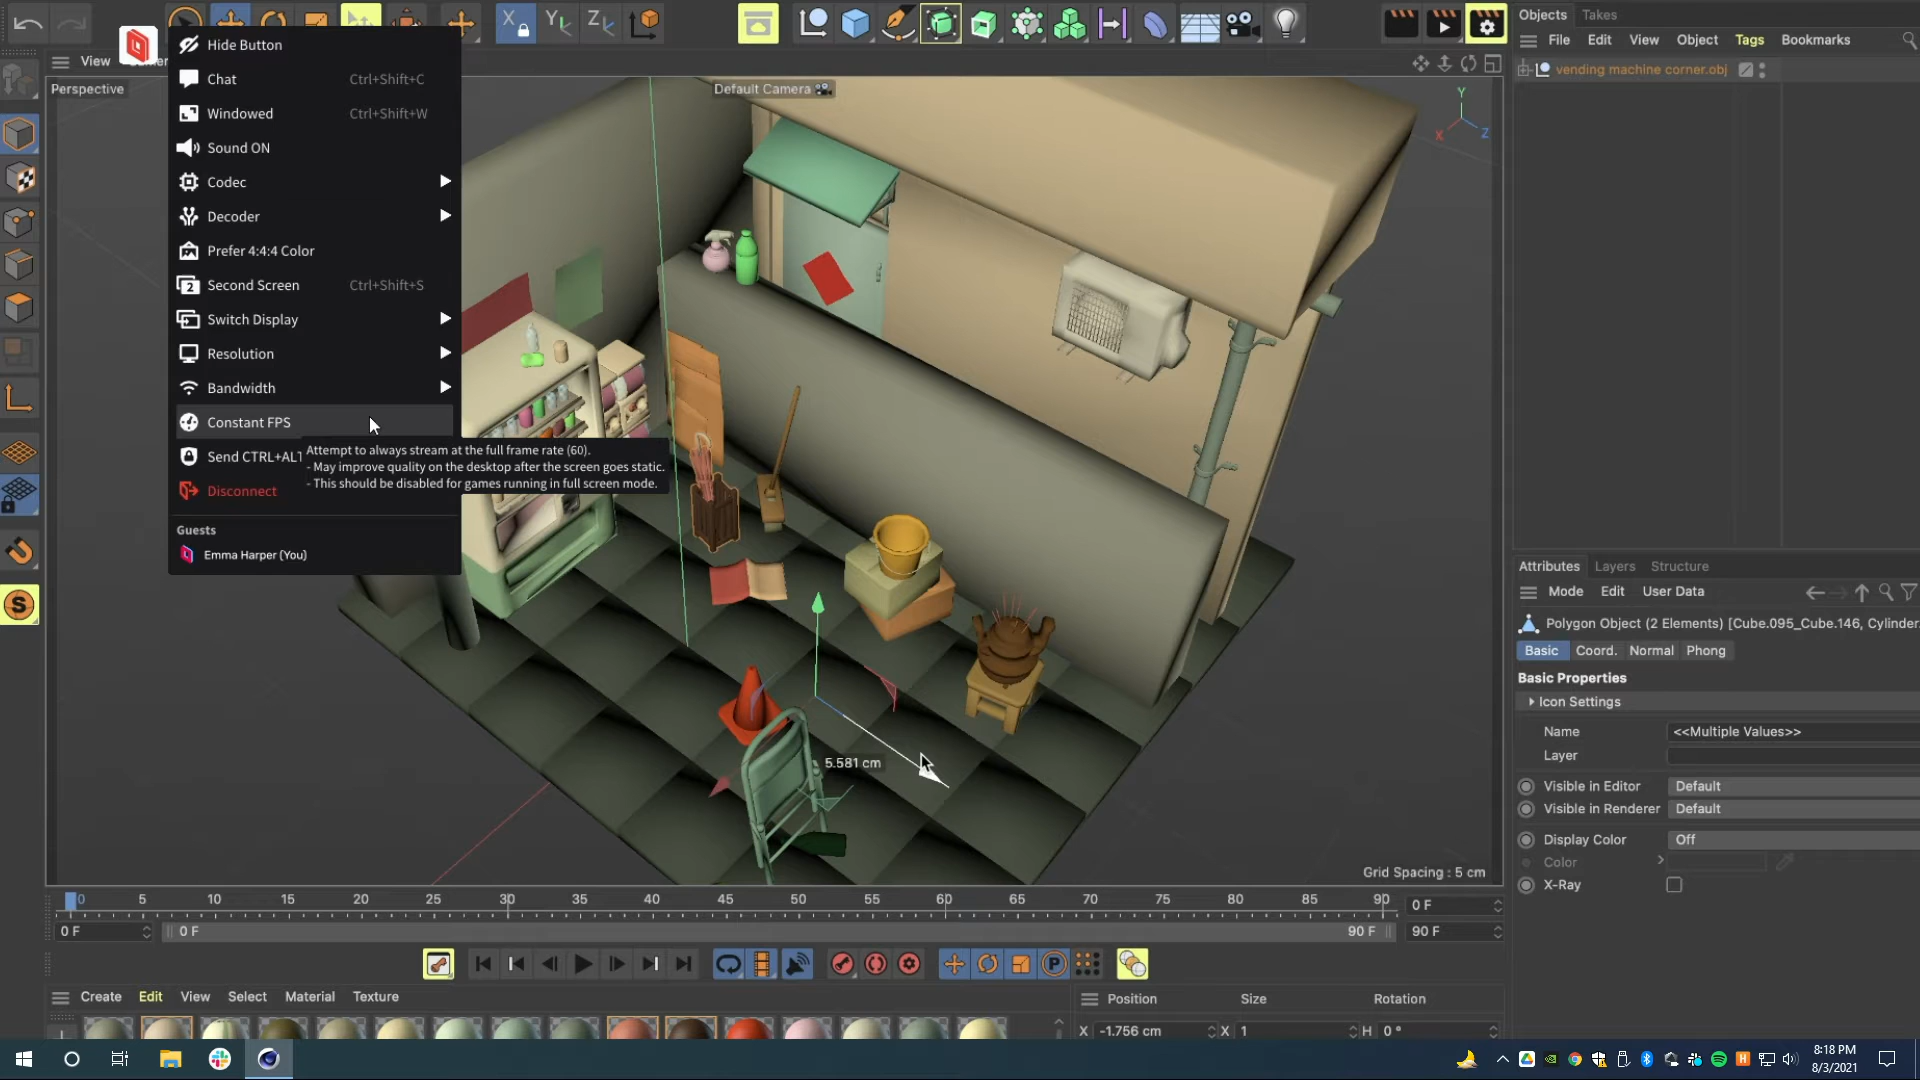 X Y Z
Objects Takes
File Edit View Object Tags Bookmarks
vending machine corner.obj
View
Perspective
Default Camera
Y
X
Z
Hide Button
Chat Ctrl+Shift+C
Windowed Ctrl+Shift+W
Sound ON
Codec
Decoder
Prefer 4:4:4 Color
2 Second Screen Ctrl+Shift+S
Switch Display
Resolution
Bandwidth
Constant FPS
Send CTRL+ALT
Attempt to always stream at the full frame rate (60).
- May improve quality on the desktop after the screen goes static.
- This should be disabled for games running in full screen mode.
Disconnect
Guests
Emma Harper (You)
S
5.581 cm
Grid Spacing : 5 cm
Attributes Layers Structure
Mode Edit User Data
Polygon Object (2 Elements) [Cube.095_Cube.146, Cylinder.
Basic Coord. Normal Phong
Basic Properties
Icon Settings
Name <<Multiple Values>>
Layer
Visible in Editor Default
Visible in Renderer Default
Display Color Off
Color
X-Ray
0 5 10 15 20 25 30 35 40 45 50 55 60 65 70 75 80 85 90
0 F
0 F 0 F 90 F 90 F
P
Create Edit View Select Material Texture
Position Size Rotation
X -1.756 cm X 1 H 0 °
8:18 PM
8/3/2021